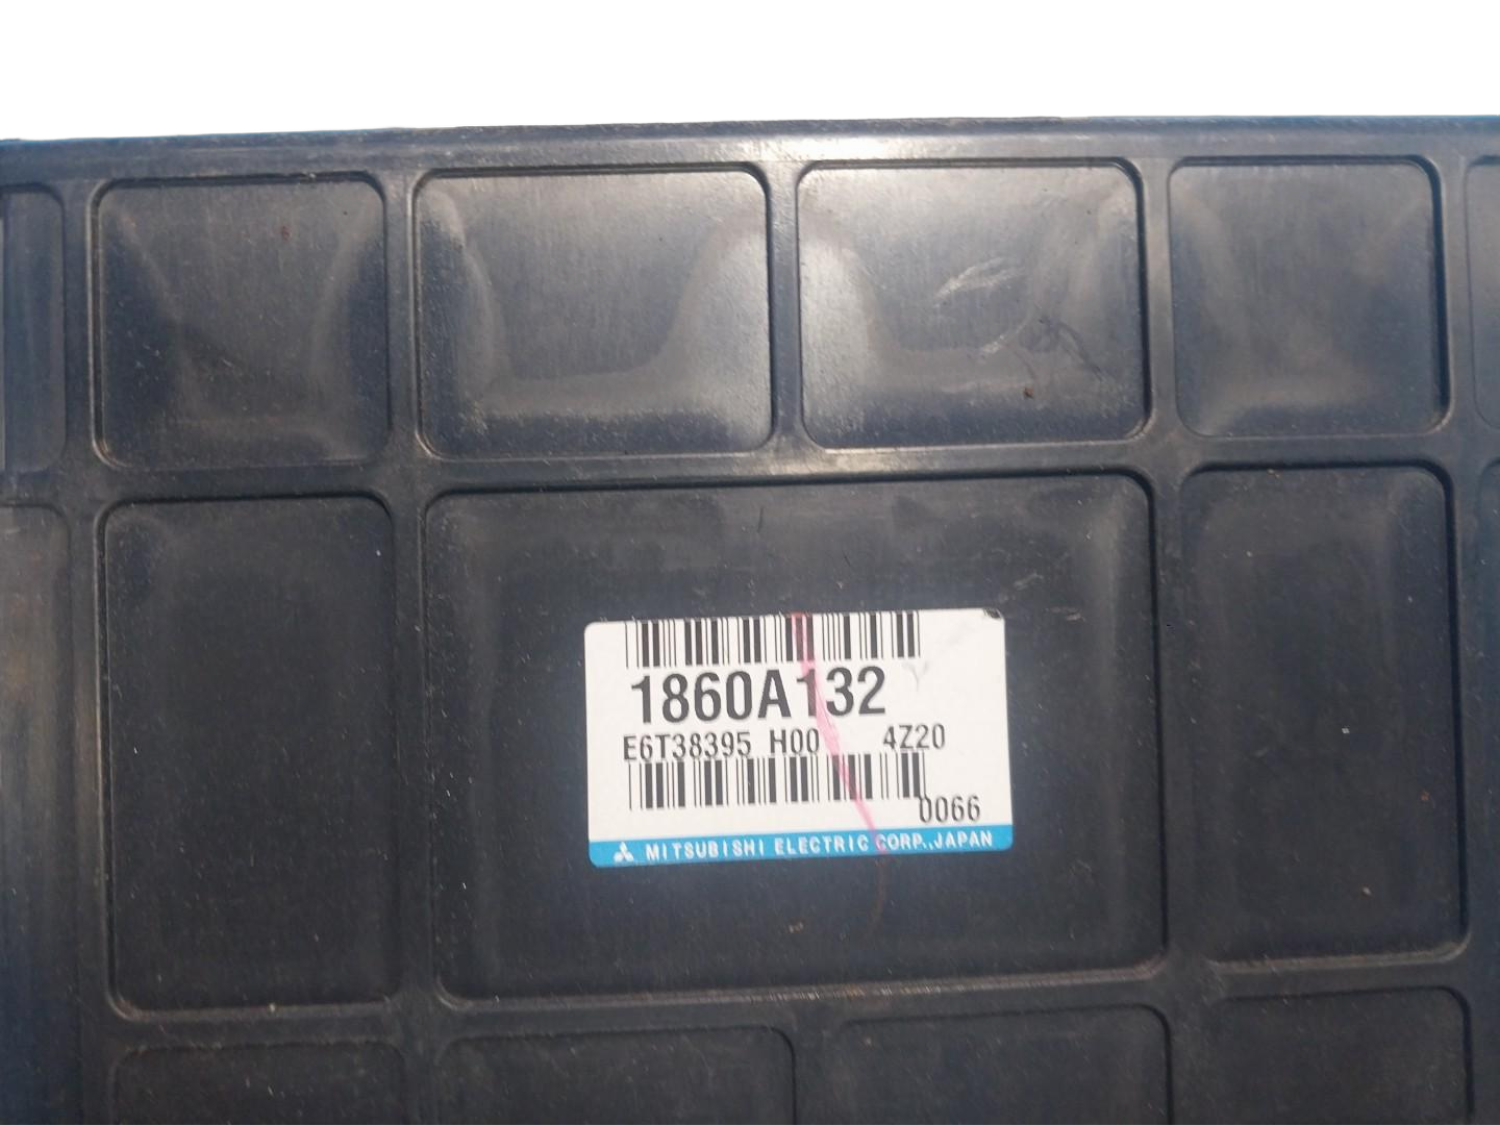 1860A132
E6T38395 H00 4Z20
0066
MITSUBISHI ELECTRIC CORP.,JAPAN